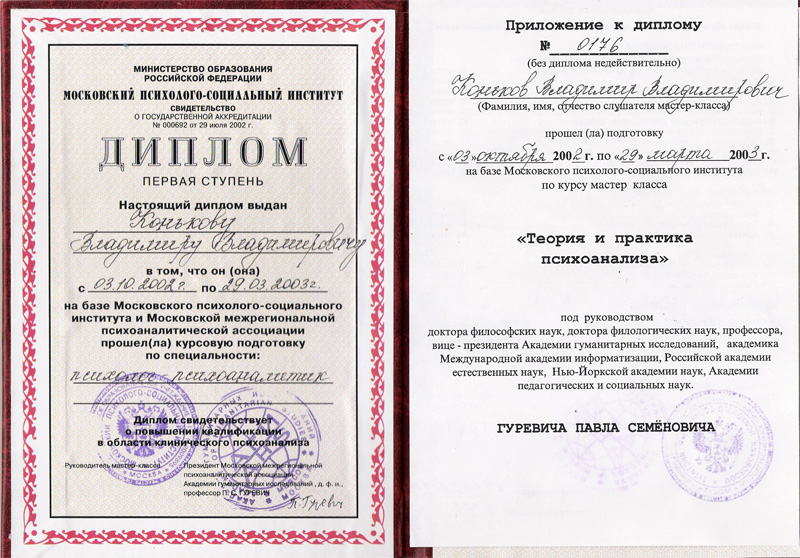 МИНИСТЕРСТВО ОБРАЗОВАНИЯ
РОССИЙСКОЙ ФЕДЕРАЦИИ
МОСКОВСКИЙ ПСИХОЛОГО-СОЦИАЛЬНЫЙ ИНСТИТУТ
СВИДЕТЕЛЬСТВО
О ГОСУДАРСТВЕННОЙ АККРЕДИТАЦИИ
№ 000692 от 29 июля 2002 г.
ДИПЛОМ
ПЕРВАЯ СТУПЕНЬ
Настоящий диплом выдан
Конькову
Владимиру Владимировичу
в том, что он (она)
с 03.10.2002г. по 29.03.2003г.
на базе Московского психолого-социального
института и Московской межрегиональной
психоаналитической ассоциации
прошел(ла) курсовую подготовку
по специальности:
психолог психоаналитик
Диплом свидетельствует
о повышении квалификации
в области клинического психоанализа
Руководитель мастер-класса
Президент Московской межрегиональной
психоаналитической ассоциации
Академии гуманитарных исследований, д. ф. н.,
профессор П. С. ГУРЕВИЧ
П. Гуревич
Приложение к диплому
№ 0176
(без диплома недействительно)
Коньков Владимир Владимирович
(Фамилия, имя, отчество слушателя мастер-класса)
прошел (ла) подготовку
с «03» октября 2002 г. по «29» марта 2003 г.
на базе Московского психолого-социального института
по курсу мастер класса
«Теория и практика
психоанализа»
под руководством
доктора философских наук, доктора филологических наук, профессора,
вице - президента Академии гуманитарных исследований, академика
Международной академии информатизации, Российской академии
естественных наук, Нью-Йоркской академии наук, Академии
педагогических и социальных наук.
ГУРЕВИЧА ПАВЛА СЕМЁНОВИЧА